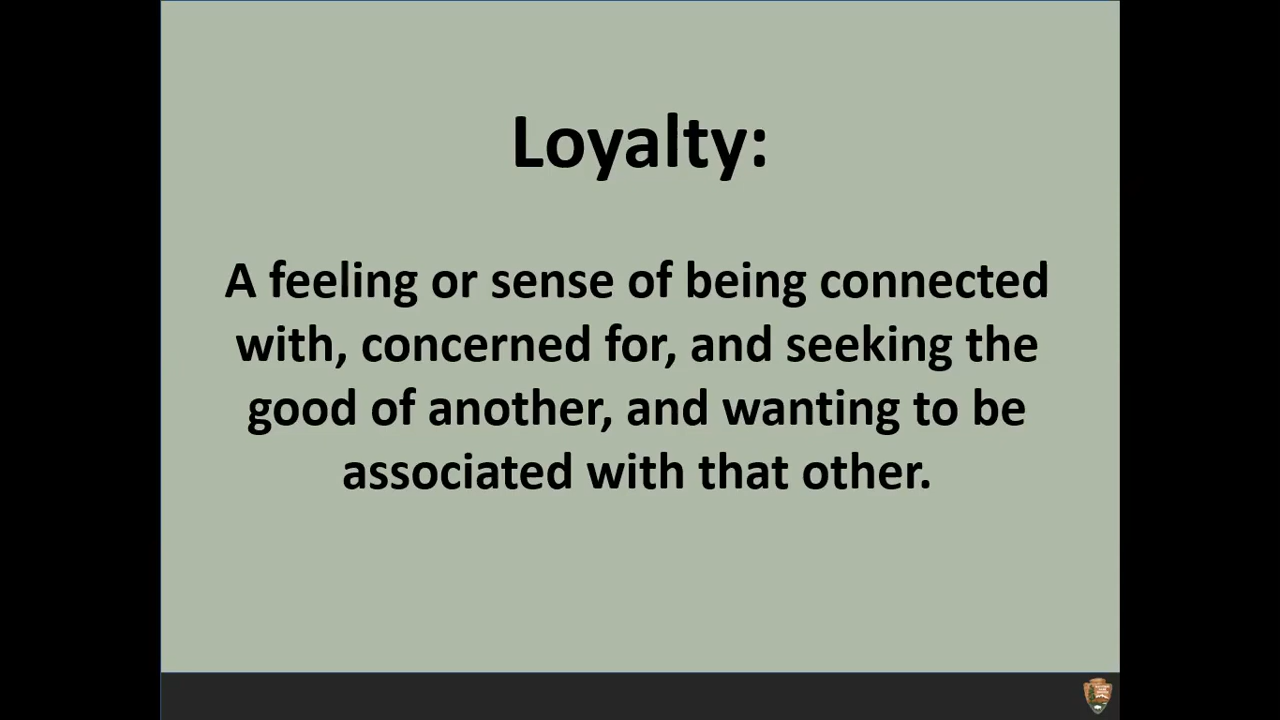 Loyalty:
A feeling or sense of being connected
with, concerned for, and seeking the
good of another, and wanting to be
associated with that other.